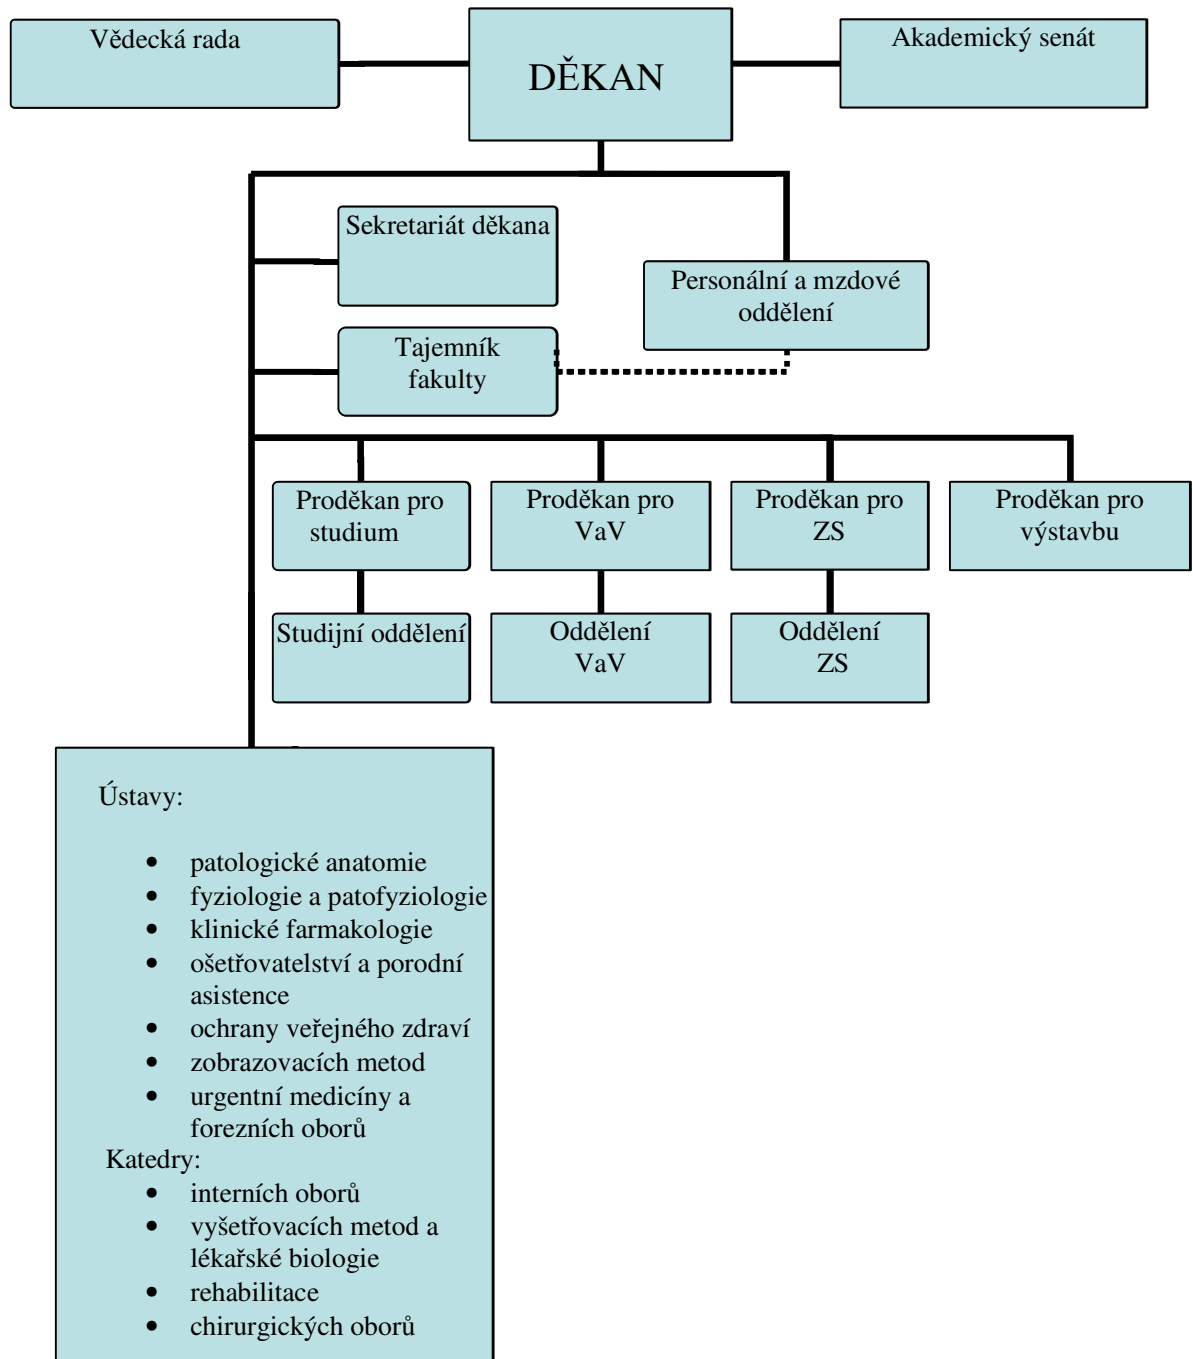 Vědecká rada
DĚKAN
Akademický senát
Sekretariát děkana
Personální a mzdové
oddělení
Tajemník
fakulty
Proděkan pro
studium
Proděkan pro
VaV
Proděkan pro
ZS
Proděkan pro
výstavbu
Studijní oddělení
Oddělení
VaV
Oddělení
ZS
Ústavy:
• patologické anatomie
• fyziologie a patofyziologie
• klinické farmakologie
• ošetřovatelství a porodní
asistence
• ochrany veřejného zdraví
• zobrazovacích metod
• urgentní medicíny a
forezních oborů
Katedry:
• interních oborů
• vyšetřovacích metod a
lékařské biologie
• rehabilitace
• chirurgických oborů